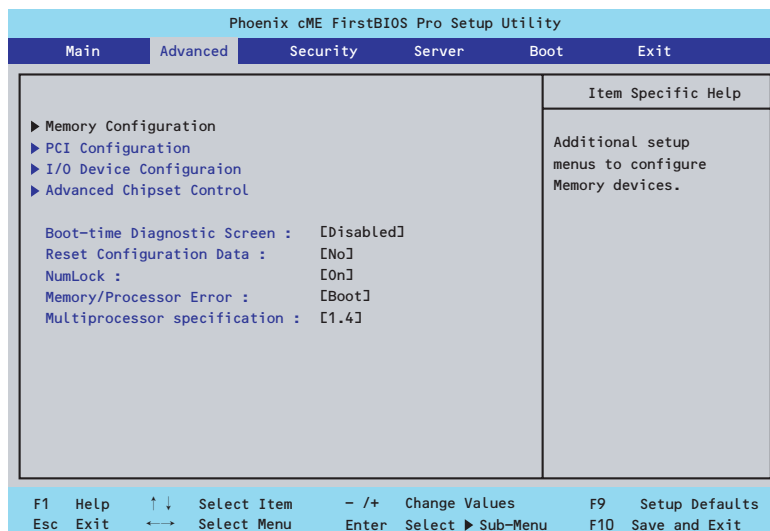 Phoenix cME FirstBIOS Pro Setup Utility
Main Advanced Security Server Boot Exit
Item Specific Help
▶ Memory Configuration
▶ PCI Configuration
▶ I/O Device Configuraion
▶ Advanced Chipset Control
Additional setup
menus to configure
Memory devices.
Boot-time Diagnostic Screen : [Disabled]
Reset Configuration Data : [No]
NumLock : [On]
Memory/Processor Error : [Boot]
Multiprocessor specification : [1.4]
F1 Help ↑↓ Select Item - /+ Change Values F9 Setup Defaults
Esc Exit ←→ Select Menu Enter Select ▶ Sub-Menu F10 Save and Exit